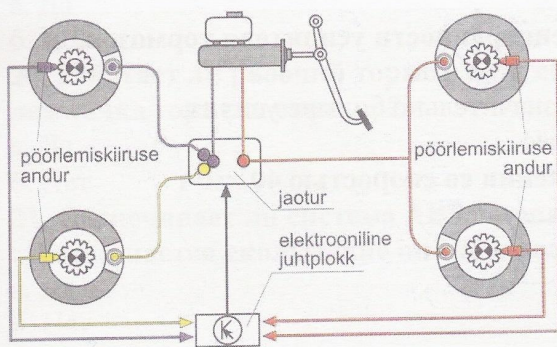 pöörlemiskiiruse
andur
pöörlemiskiiruse
andur
jaotur
elektrooniline
juhtplokk